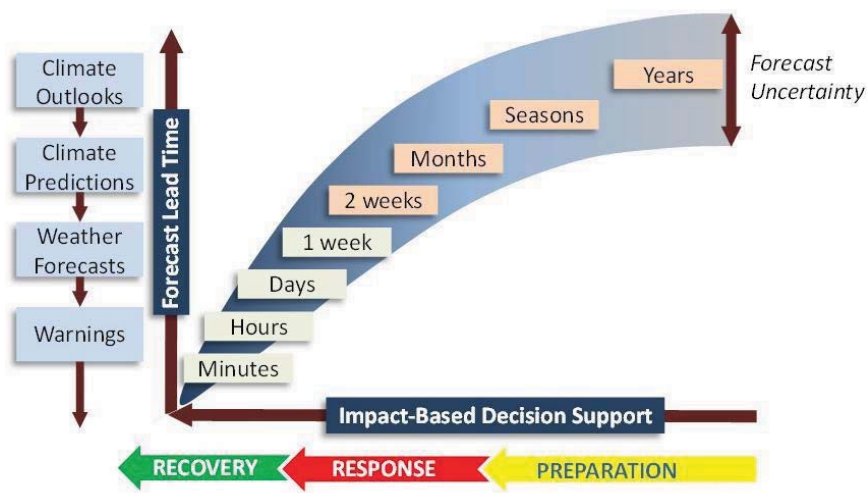 Climate
Outlooks
Climate
Predictions
Weather
Forecasts
Warnings
Forecast Lead Time
Years
Seasons
Months
2 weeks
1 week
Days
Hours
Minutes
Forecast
Uncertainty
Impact-Based Decision Support
RECOVERY
RESPONSE
PREPARATION